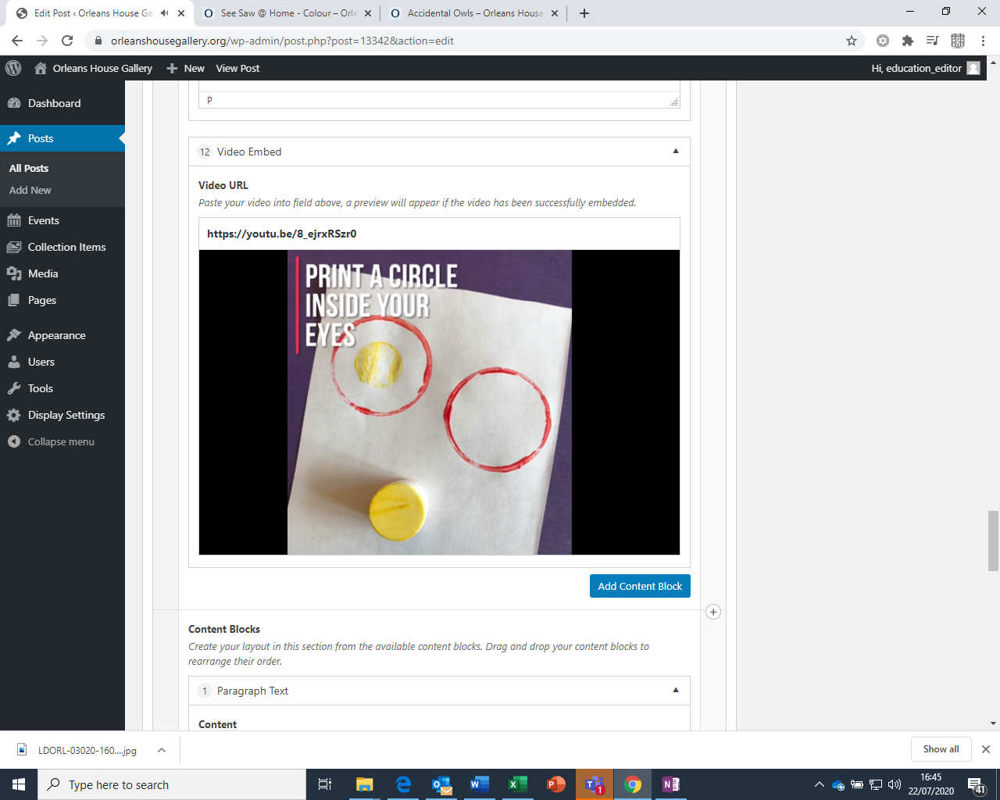 Edit Post ‹ Orleans House Ga
See Saw @ Home - Colour – Orle
Accidental Owls – Orleans House
orleanshousegallery.org/wp-admin/post.php?post=13342&action=edit
Orleans House Gallery
New
View Post
Hi, education_editor
Dashboard
Posts
All Posts
Add New
Events
Collection Items
Media
Pages
Appearance
Users
Tools
Display Settings
Collapse menu
P
12 Video Embed
Video URL
Paste your video into field above, a preview will appear if the video has been successfully embedded.
https://youtu.be/8_ejrxRSzr0
PRINT A CIRCLE
INSIDE YOUR
EYES
Add Content Block
Content Blocks
Create your layout in this section from the available content blocks. Drag and drop your content blocks to
rearrange their order.
1 Paragraph Text
Content
LDORL-03020-160....jpg
Show all
Type here to search
16:45
22/07/2020
41
1